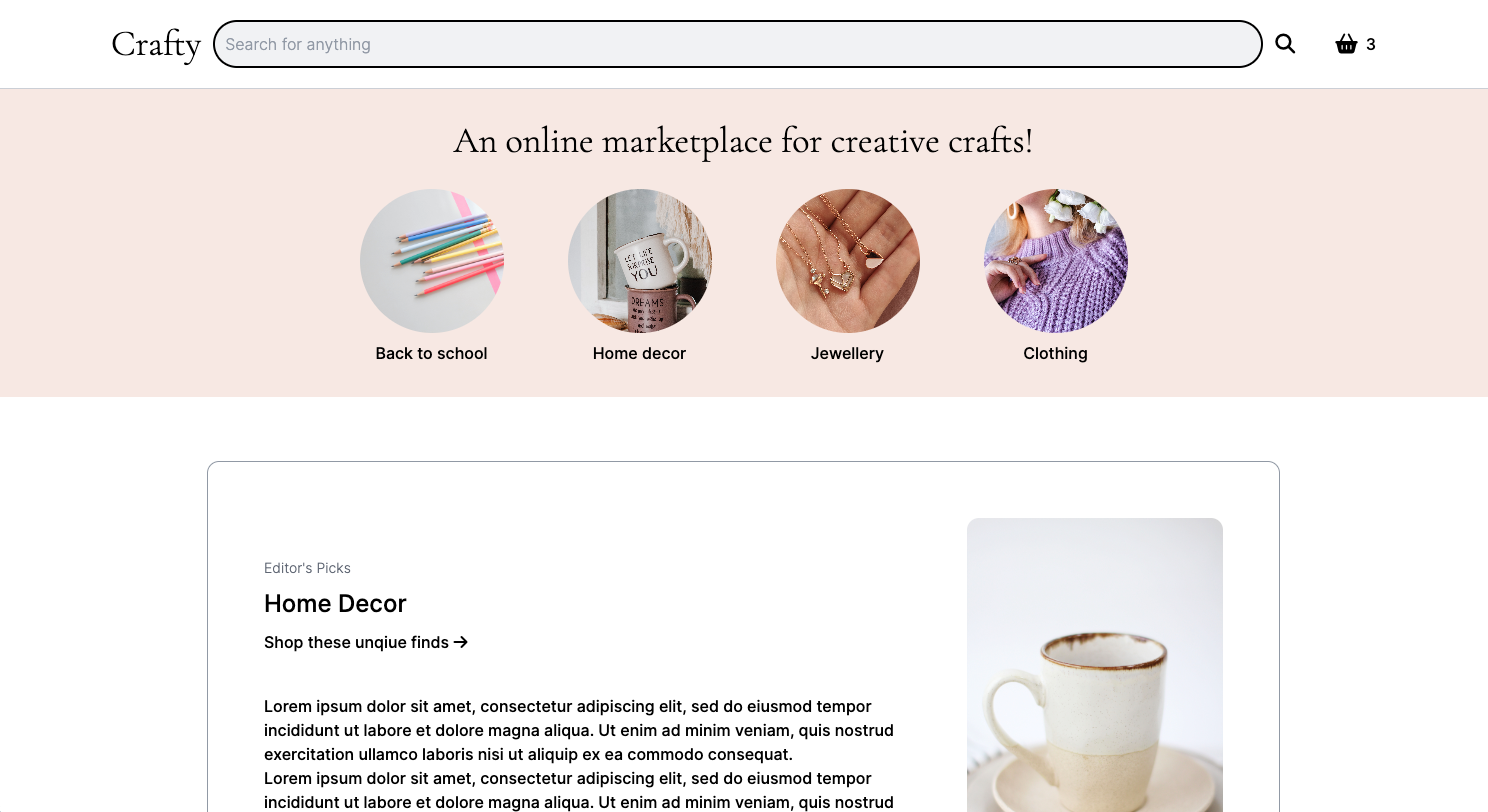 Crafty
Search for anything
3
An online marketplace for creative crafts!
YOU
DREAMS
Back to school
Home decor
Jewellery
Clothing
Editor's Picks
Home Decor
Shop these unqiue finds
Lorem ipsum dolor sit amet, consectetur adipiscing elit, sed do eiusmod tempor
incididunt ut labore et dolore magna aliqua. Ut enim ad minim veniam, quis nostrud
exercitation ullamco laboris nisi ut aliquip ex ea commodo consequat.
Lorem ipsum dolor sit amet, consectetur adipiscing elit, sed do eiusmod tempor
incididunt ut labore et dolore magna aliqua. Ut enim ad minim veniam, quis nostrud